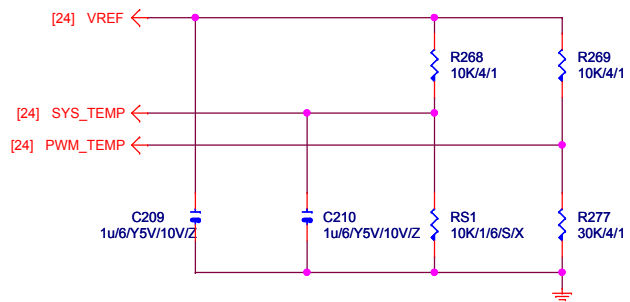 [24] VREF
R268
10K/4/1
R269
10K/4/1
[24] SYS_TEMP
[24] PWM_TEMP
C209
1u/6/Y5V/10V/Z
C210
1u/6/Y5V/10V/Z
RS1
10K/1/6/S/X
R277
30K/4/1